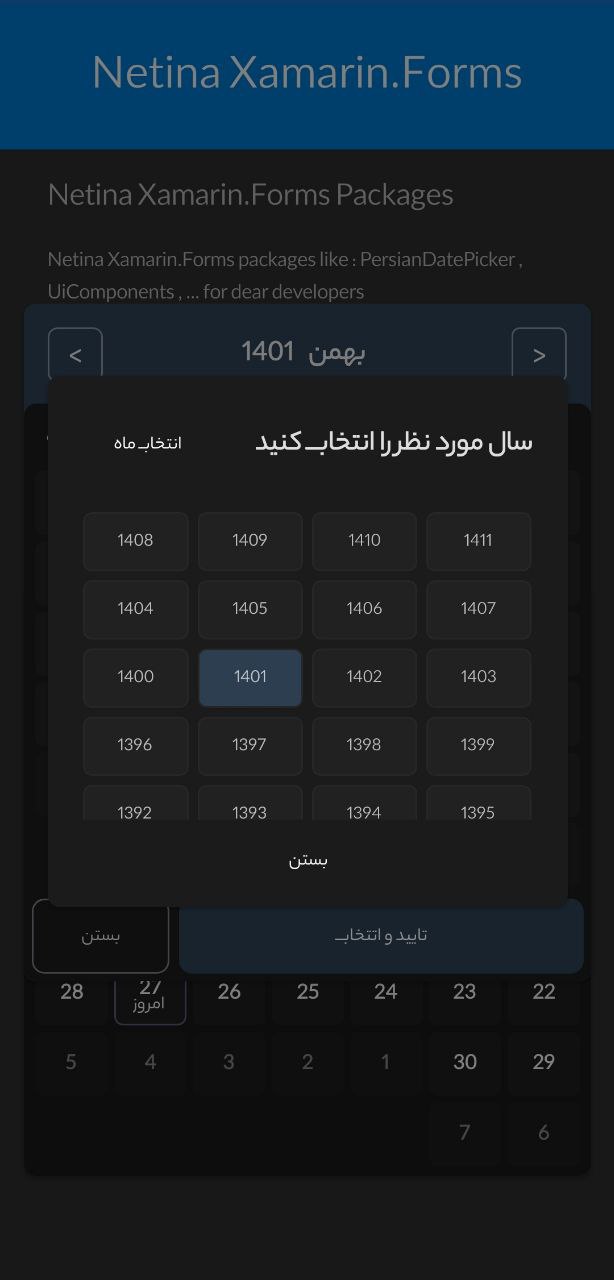 Netina Xamarin.Forms
Netina Xamarin.Forms Packages
Netina Xamarin.Forms packages like : PersianDatePicker ,
UiComponents , ... for dear developers
< بهمن 1401 >
سال مورد نظر را انتخاب کنید انتخاب ماه
1408 1409 1410 1411
1404 1405 1406 1407
1400 1401 1402 1403
1396 1397 1398 1399
1392 1393 1394 1395
بستن
تایید و انتخاب بستن
28 27 26 25 24 23 22
امروز
5 4 3 2 1 30 29
7 6